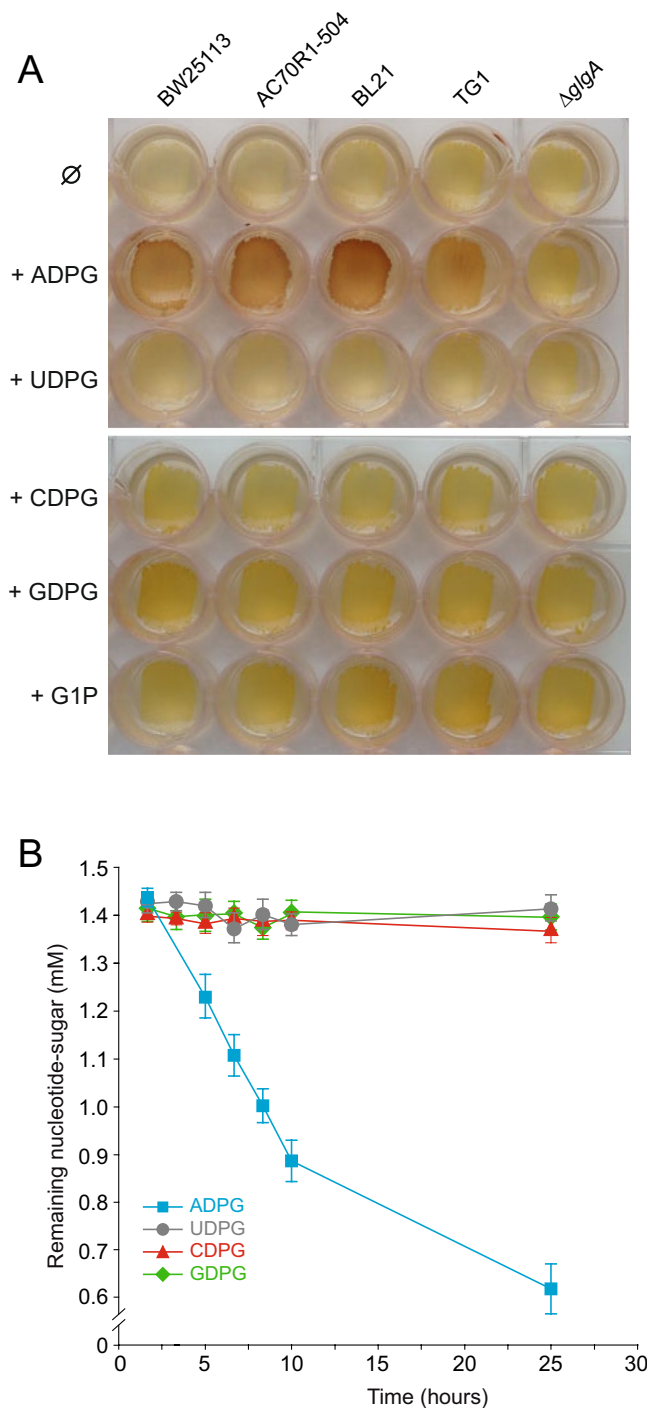 A
BW25113 AC70R1-504 BL21 TG1 ΔglgA
Ø
+ ADPG
+ UDPG
+ CDPG
+ GDPG
+ G1P
B
Remaining nucleotide-sugar (mM)
1.5
1.4
1.3
1.2
1.1
1.0
0.9
0.8
0.7
0.6
0
ADPG
UDPG
CDPG
GDPG
0 5 10 15 20 25 30
Time (hours)